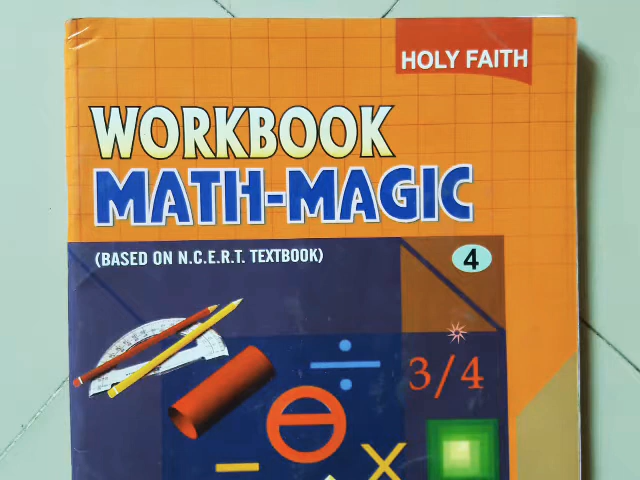 HOLY FAITH
WORKBOOK
MATH-MAGIC
(BASED ON N.C.E.R.T. TEXTBOOK)
4
÷
3/4
− ×